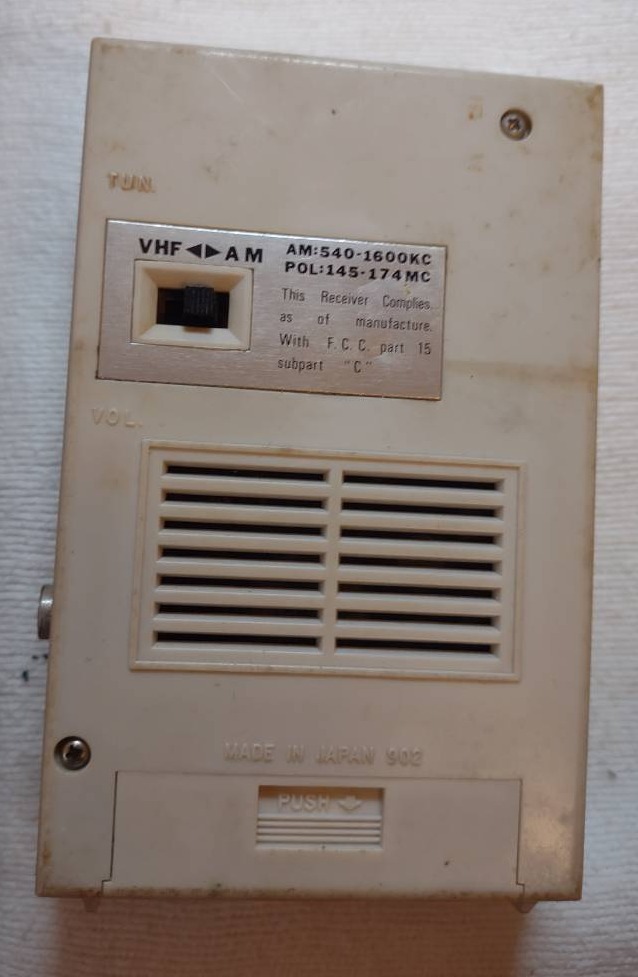 TUN.
VHF◀▶AM
AM:540-1600KC
POL:145-174MC
This Receiver Complies.
as of manufacture.
With F.C.C. part 15
subpart "C"
VOL.
MADE IN JAPAN 902
PUSH